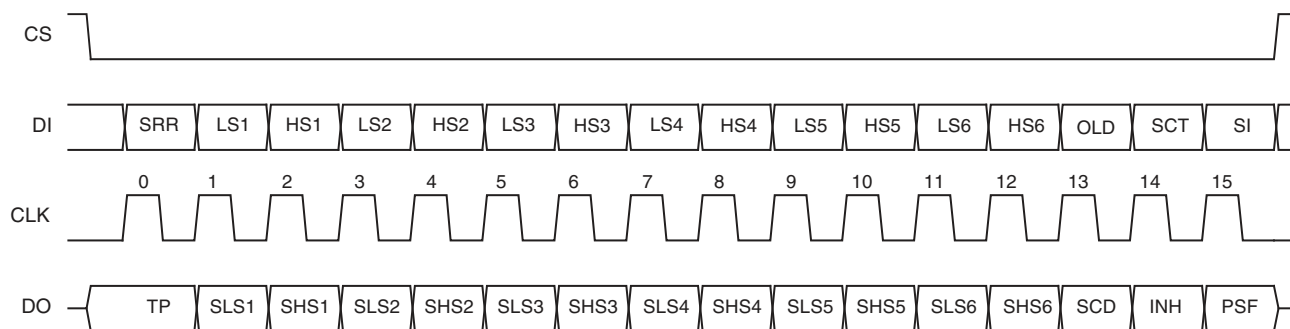 CS
DI SRR LS1 HS1 LS2 HS2 LS3 HS3 LS4 HS4 LS5 HS5 LS6 HS6 OLD SCT SI
0 1 2 3 4 5 6 7 8 9 10 11 12 13 14 15
CLK
DO TP SLS1 SHS1 SLS2 SHS2 SLS3 SHS3 SLS4 SHS4 SLS5 SHS5 SLS6 SHS6 SCD INH PSF